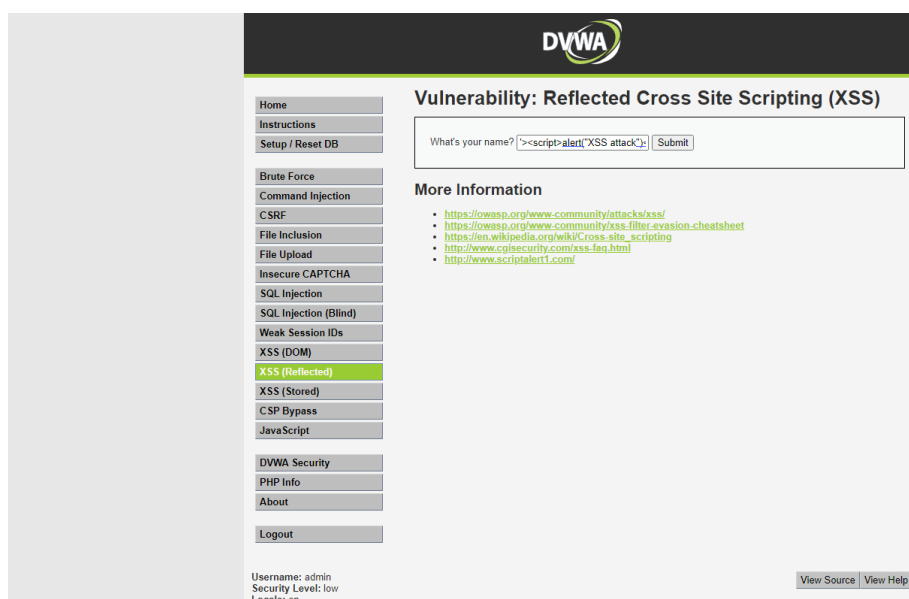 DVWA
Vulnerability: Reflected Cross Site Scripting (XSS)
Home
Instructions
Setup / Reset DB
Brute Force
Command Injection
CSRF
File Inclusion
File Upload
Insecure CAPTCHA
SQL Injection
SQL Injection (Blind)
Weak Session IDs
XSS (DOM)
XSS (Reflected)
XSS (Stored)
CSP Bypass
JavaScript
DVWA Security
PHP Info
About
Logout
What's your name? '><script>alert("XSS attack") Submit
More Information
https://owasp.org/www-community/attacks/xss/
https://owasp.org/www-community/xss-filter-evasion-cheatsheet
https://en.wikipedia.org/wiki/Cross-site_scripting
http://www.cgisecurity.com/xss-faq.html
http://www.scriptalert1.com/
Username: admin
Security Level: low
View Source View Help